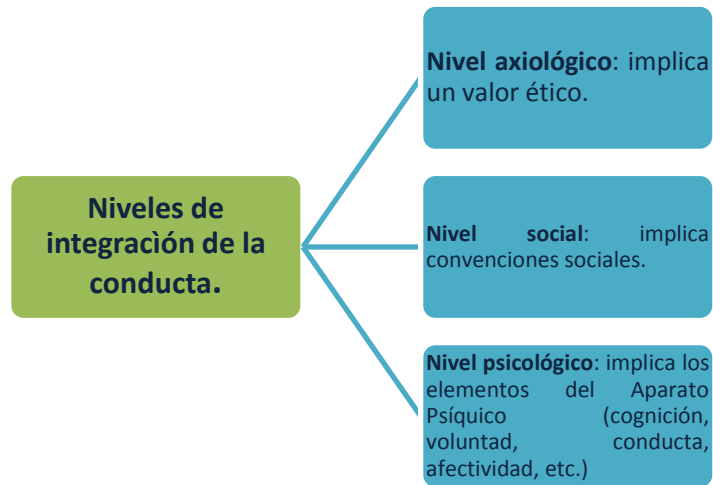 Niveles de
integraciòn de la
conducta.
Nivel axiológico: implica
un valor ético.
Nivel social: implica
convenciones sociales.
Nivel psicológico: implica los
elementos del Aparato
Psíquico (cognición,
voluntad, conducta,
afectividad, etc.)